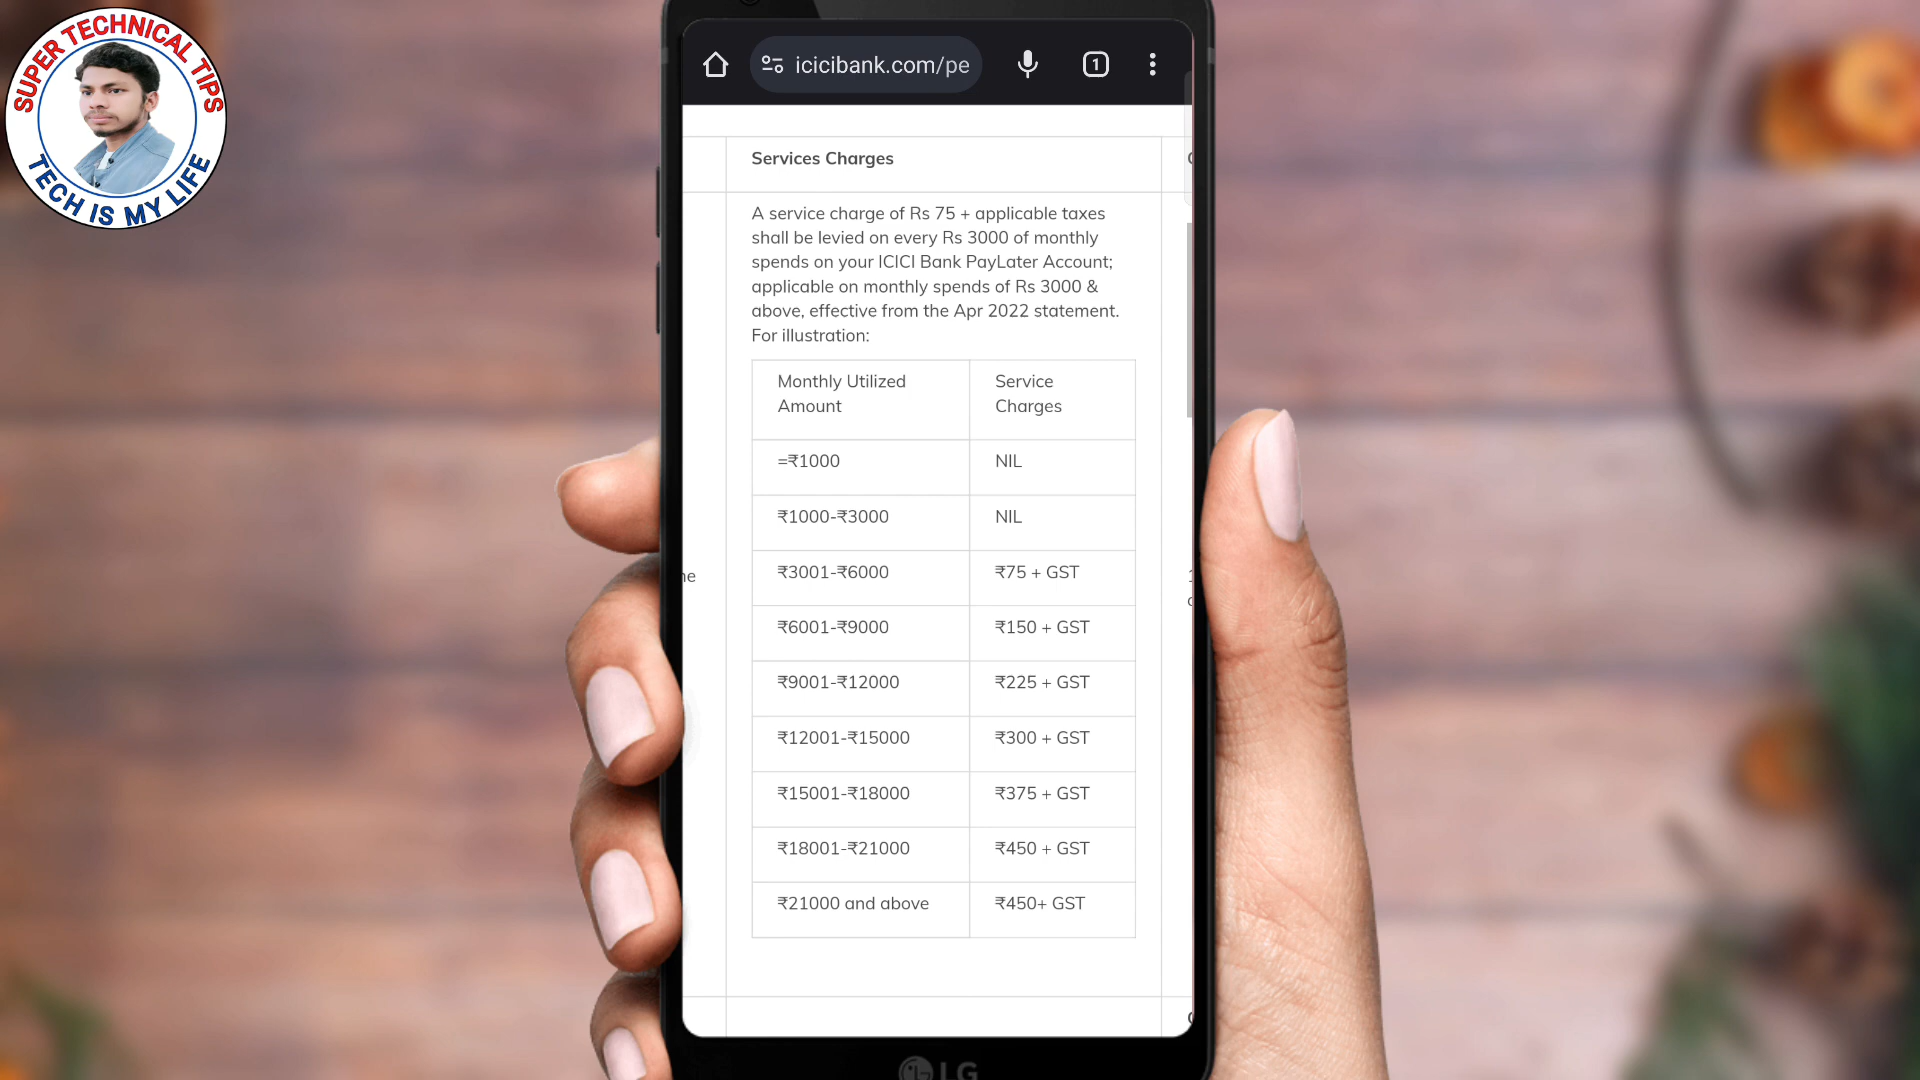 SUPER TECHNICAL TIPS
TECH IS MY LIFE
icicibank.com/pe
1
Services Charges
A service charge of Rs 75 + applicable taxes
shall be levied on every Rs 3000 of monthly
spends on your ICICI Bank PayLater Account;
applicable on monthly spends of Rs 3000 &
above, effective from the Apr 2022 statement.
For illustration:
Monthly Utilized Amount
Service Charges
=₹1000 NIL
₹1000-₹3000 NIL
₹3001-₹6000 ₹75 + GST
₹6001-₹9000 ₹150 + GST
₹9001-₹12000 ₹225 + GST
₹12001-₹15000 ₹300 + GST
₹15001-₹18000 ₹375 + GST
₹18001-₹21000 ₹450 + GST
₹21000 and above ₹450+ GST
LG